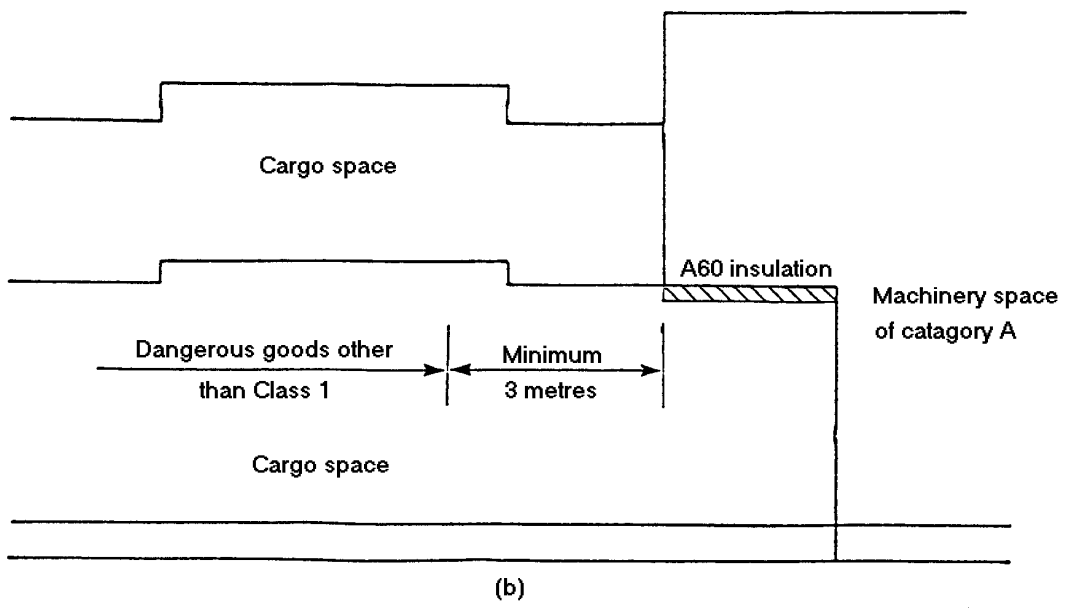 Cargo space
A60 insulation
Machinery space
of catagory A
Dangerous goods other
than Class 1
Minimum
3 metres
Cargo space
(b)